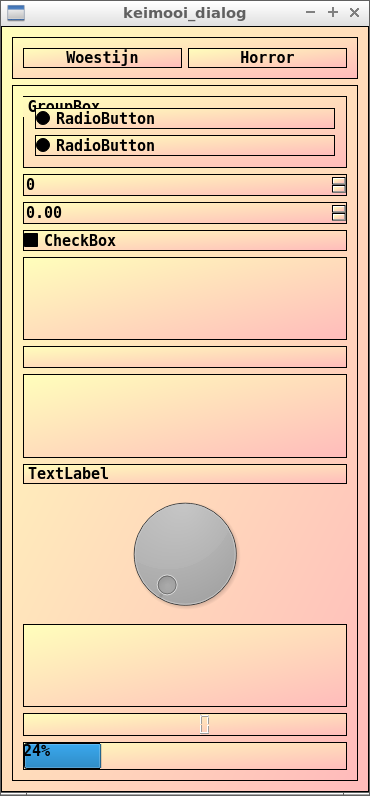 keimooi_dialog
Woestijn Horror
GroupBox
RadioButton
RadioButton
0
0.00
CheckBox
TextLabel
24%